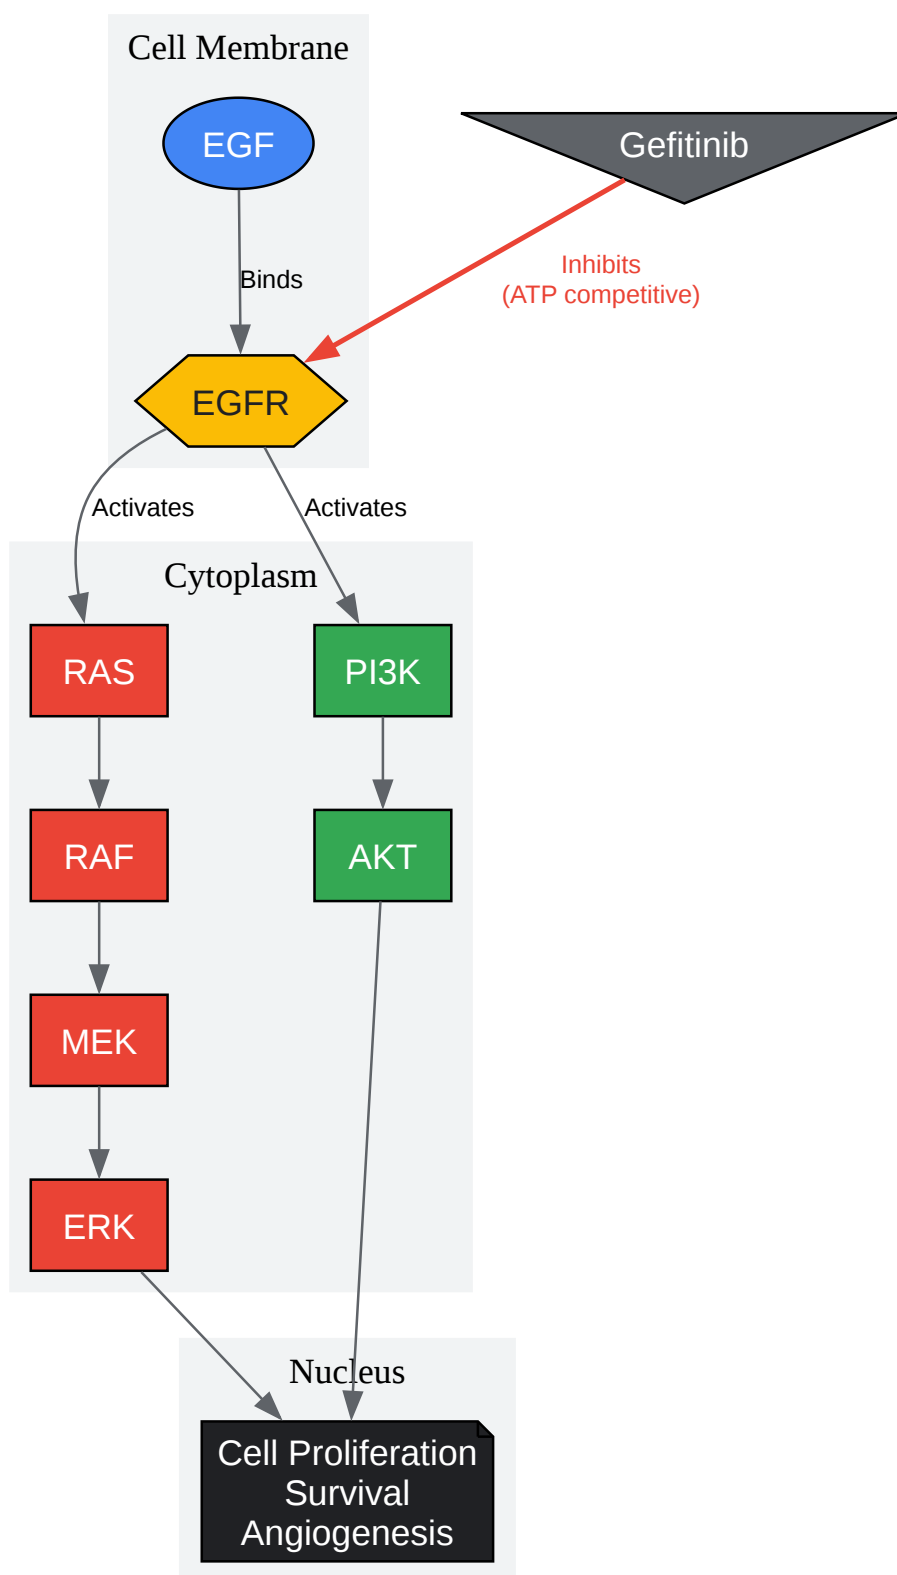 Cell Membrane
EGF
Gefitinib
Binds
Inhibits
(ATP competitive)
EGFR
Activates
Activates
Cytoplasm
RAS
PI3K
RAF
AKT
MEK
ERK
Nucleus
Cell Proliferation
Survival
Angiogenesis